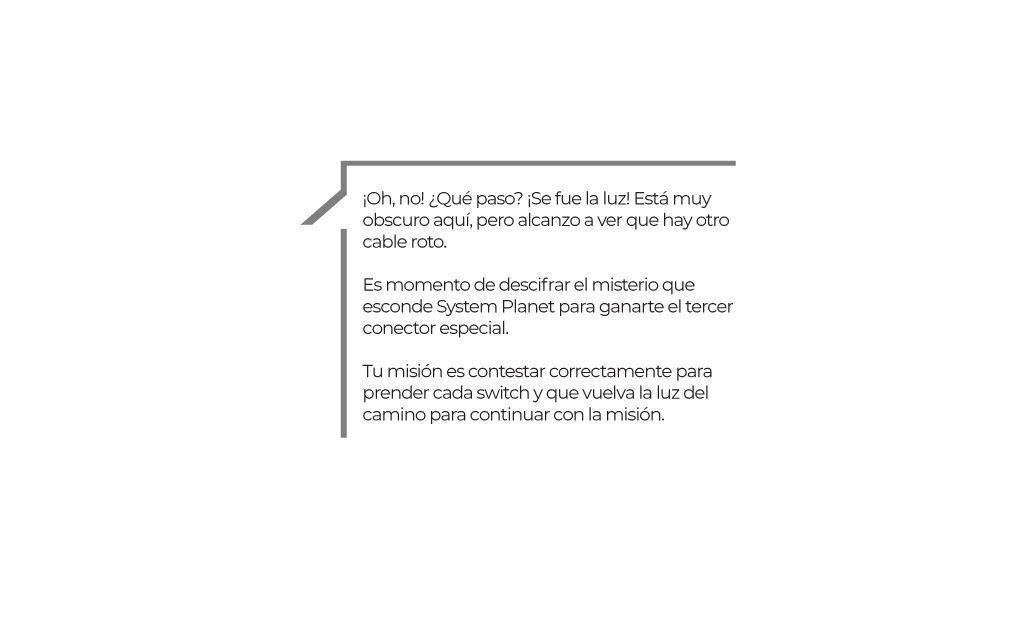 ¡Oh, no! ¿Qué paso? ¡Se fue la luz! Está muy
obscuro aquí, pero alcanzo a ver que hay otro
cable roto.
Es momento de descifrar el misterio que
esconde System Planet para ganarte el tercer
conector especial.
Tu misión es contestar correctamente para
prender cada switch y que vuelva la luz del
camino para continuar con la misión.